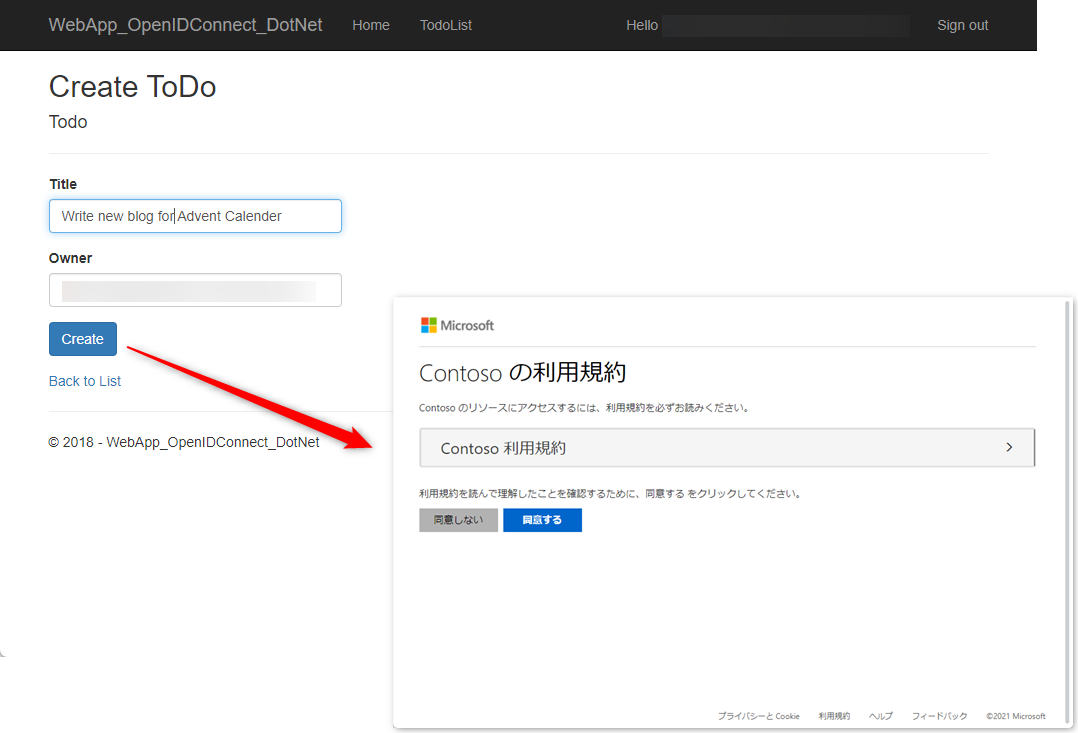 WebApp_OpenIDConnect_DotNet Home TodoList Hello Sign out
Create ToDo
Todo
Title
Write new blog for Advent Calender
Owner
Create
Back to List
© 2018 - WebApp_OpenIDConnect_DotNet
Microsoft
Contoso の利用規約
Contoso のリソースにアクセスするには、利用規約を必ずお読みください。
Contoso 利用規約
利用規約を読んで理解したことを確認するために、同意する をクリックしてください。
同意しない 同意する
プライバシーと Cookie 利用規約 ヘルプ フィードバック ©2021 Microsoft